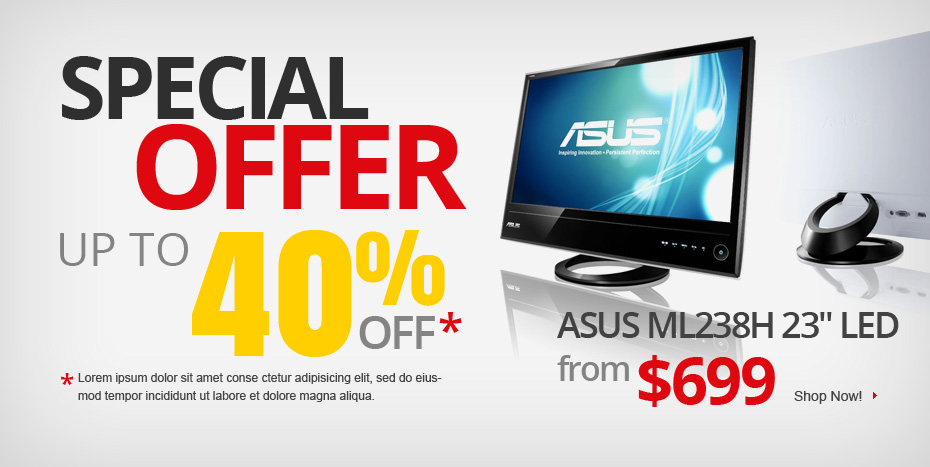 SPECIAL
OFFER
UP TO 40%
OFF*
* Lorem ipsum dolor sit amet conse ctetur adipisicing elit, sed do eius-
mod tempor incididunt ut labore et dolore magna aliqua.
ASUS
Inspiring Innovation • Persistent Perfection
ASUS
ASUS ML238H 23" LED
from $699
Shop Now!